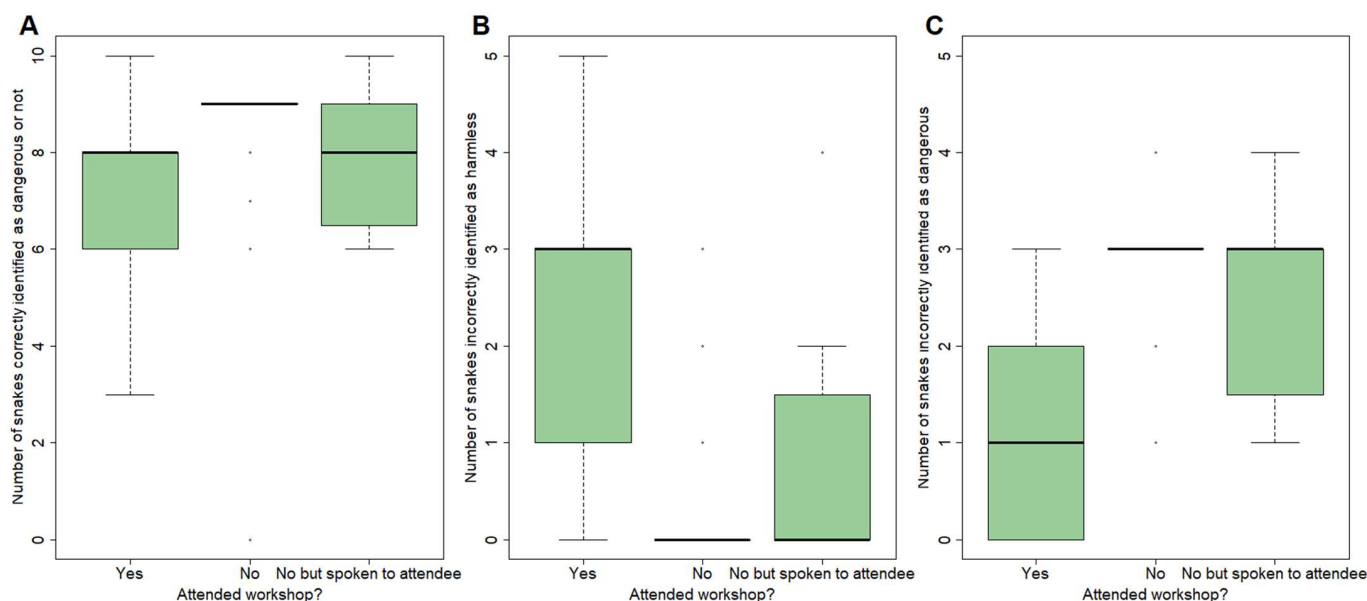 A
Number of snakes correctly identified as dangerous or not
10
8
6
4
2
0
Yes No No but spoken to attendee
Attended workshop?
B
Number of snakes incorrectly identified as harmless
5
4
3
2
1
0
Yes No No but spoken to attendee
Attended workshop?
C
Number of snakes incorrectly identified as dangerous
5
4
3
2
1
0
Yes No No but spoken to attendee
Attended workshop?